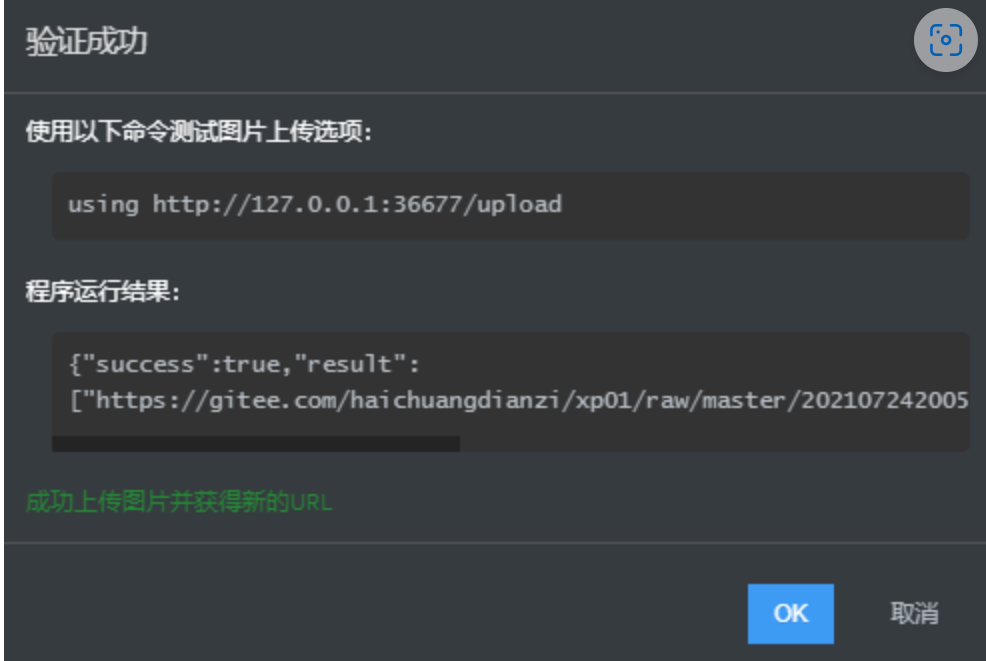 验证成功
使用以下命令测试图片上传选项:
using http://127.0.0.1:36677/upload
程序运行结果:
{"success":true,"result":
["https://gitee.com/haichuangdianzi/xp01/raw/master/202107242005
成功上传图片并获得新的URL
OK
取消